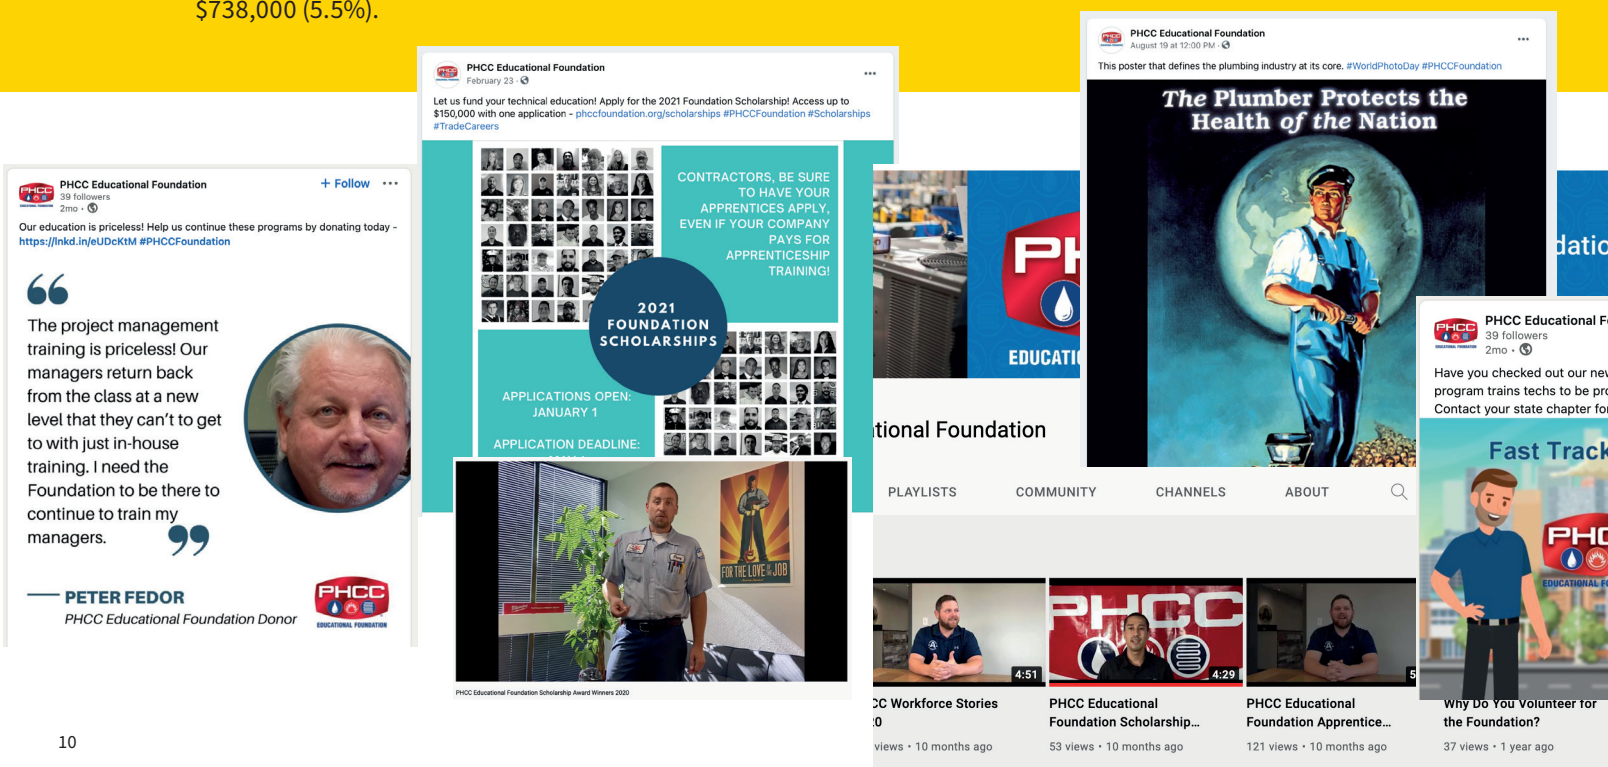 $738,000 (5.5%).
PHCC Educational Foundation
39 followers
2mo
+ Follow
Our education is priceless! Help us continue these programs by donating today -
https://lnkd.in/eUDcKtM #PHCCFoundation
The project management
training is priceless! Our
managers return back
from the class at a new
level that they can't to get
to with just in-house
training. I need the
Foundation to be there to
continue to train my
managers.
PETER FEDOR
PHCC Educational Foundation Donor
PHCC
EDUCATIONAL FOUNDATION
PHCC Educational Foundation
February 23
Let us fund your technical education! Apply for the 2021 Foundation Scholarship! Access up to
$150,000 with one application - phccfoundation.org/scholarships #PHCCFoundation #Scholarships
#TradeCareers
CONTRACTORS, BE SURE
TO HAVE YOUR
APPRENTICES APPLY,
EVEN IF YOUR COMPANY
PAYS FOR
APPRENTICESHIP
TRAINING!
2021
FOUNDATION
SCHOLARSHIPS
APPLICATIONS OPEN:
JANUARY 1
APPLICATION DEADLINE:
FOR THE LOVE of the JOB
PHCC Educational Foundation Scholarship Award Winners 2020
PHCC Educational Foundation
August 19 at 12:00 PM
This poster that defines the plumbing industry at its core. #WorldPhotoDay #PHCCFoundation
The Plumber Protects the
Health of the Nation
PH
EDUCATI
datio
tional Foundation
PLAYLISTS
COMMUNITY
CHANNELS
ABOUT
PHCC Educational F
39 followers
2mo
Have you checked out our nev
program trains techs to be pro
Contact your state chapter for
Fast Track
PHC
EDUCATIONAL FO
4:51
PHCC
4:29
5
CC Workforce Stories
20
views • 10 months ago
PHCC Educational
Foundation Scholarship...
53 views • 10 months ago
PHCC Educational
Foundation Apprentice...
121 views • 10 months ago
Why Do You Volunteer for
the Foundation?
37 views • 1 year ago
10